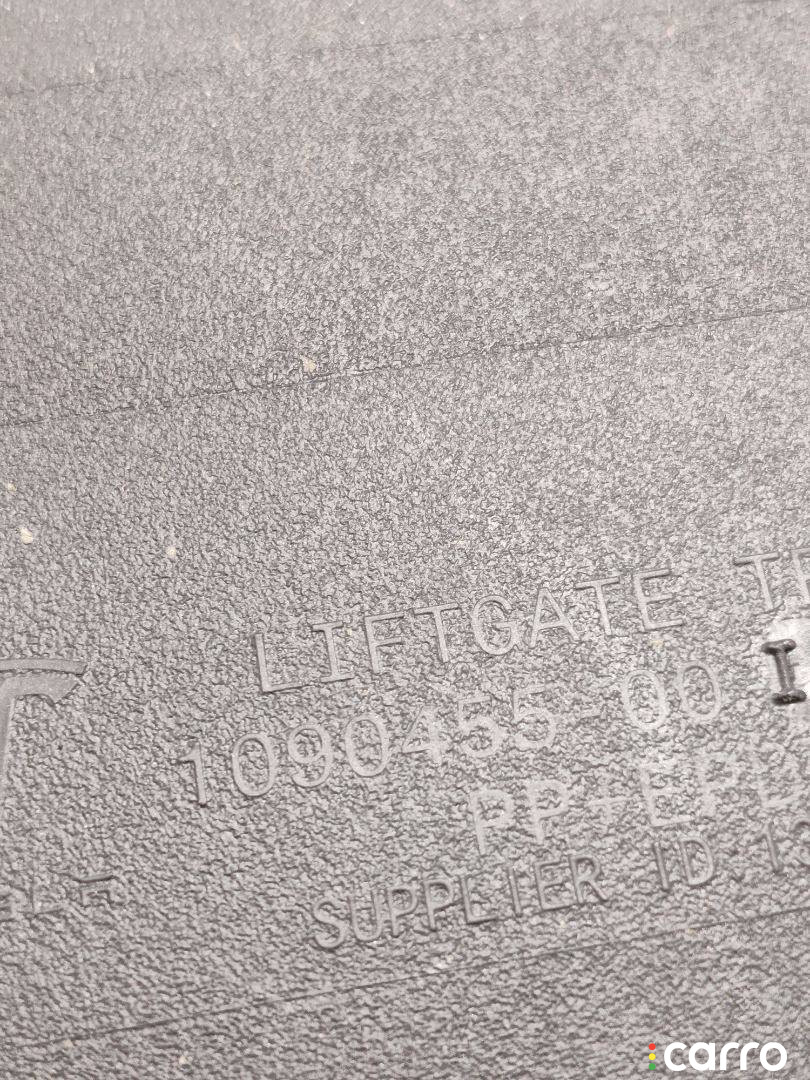 LIFTGATE
1090455-00 I
PP+EPD
SUPPLIER ID
carro